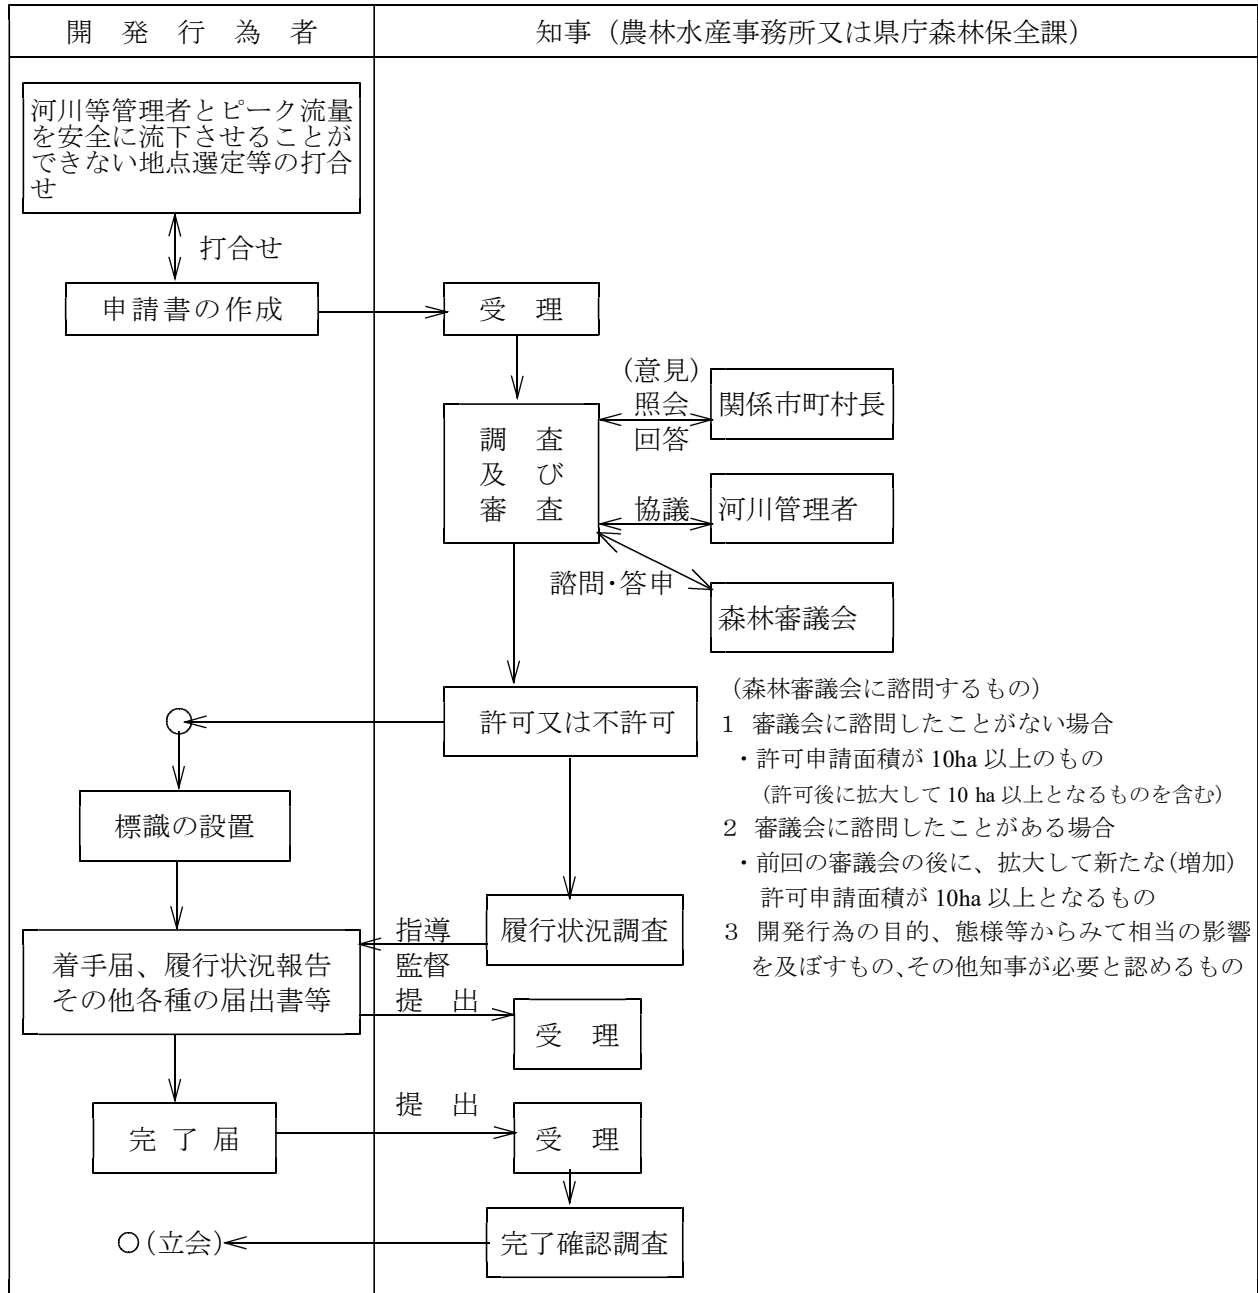 開　発　行　為　者
知事（農林水産事務所又は県庁森林保全課）
河川等管理者とピーク流量
を安全に流下させることが
できない地点選定等の打合
せ
打合せ
申請書の作成
受　理
(意見)
照会
回答
関係市町村長
調　査
及　び
審　査
協議
河川管理者
諮問・答申
森林審議会
許可又は不許可
（森林審議会に諮問するもの）
１ 審議会に諮問したことがない場合
・許可申請面積が 10ha 以上のもの
（許可後に拡大して 10 ha 以上となるものを含む）
２ 審議会に諮問したことがある場合
・前回の審議会の後に、拡大して新たな(増加)
許可申請面積が 10ha 以上となるもの
３ 開発行為の目的、態様等からみて相当の影響
を及ぼすもの、その他知事が必要と認めるもの
標識の設置
履行状況調査
指導
監督
着手届、履行状況報告
その他各種の届出書等
提　出
受　理
完 了 届
提　出
受　理
○(立会)
完了確認調査